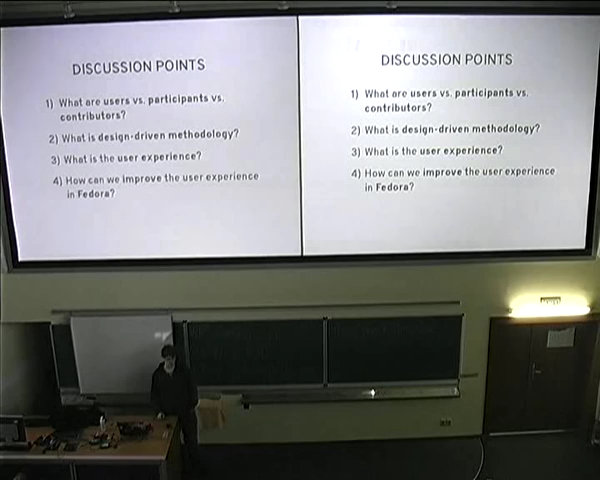 DISCUSSION POINTS
1) What are users vs. participants vs.
contributors?
2) What is design-driven methodology?
3) What is the user experience?
4) How can we improve the user experience
in Fedora?
DISCUSSION POINTS
1) What are users vs. participants vs.
contributors?
2) What is design-driven methodology?
3) What is the user experience?
4) How can we improve the user experience
in Fedora?